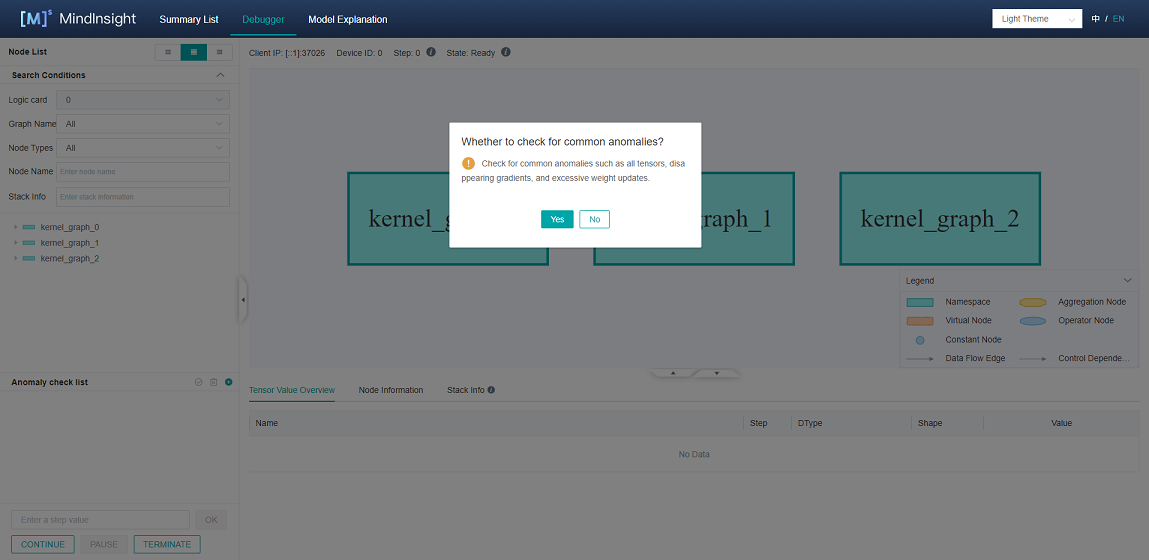 [M]$ MindInsight Summary List Debugger Model Explanation Light Theme 中 / EN
Node List
Client IP: [::1]:37026 Device ID: 0 Step: 0 State: Ready
Search Conditions
Logic card 0
Graph Name All
Node Types All
Node Name Enter node name
Stack Info Enter stack information
kernel_graph_0
kernel_graph_1
kernel_graph_2
Whether to check for common anomalies?
Check for common anomalies such as all tensors, disa
ppearing gradients, and excessive weight updates.
Yes No
kernel_g
graph_1
kernel_graph_2
Legend
Namespace Aggregation Node
Virtual Node Operator Node
Constant Node
Data Flow Edge Control Depende...
Anomaly check list
Tensor Value Overview Node Information Stack Info
Name Step DType Shape Value
No Data
Enter a step value OK
CONTINUE PAUSE TERMINATE